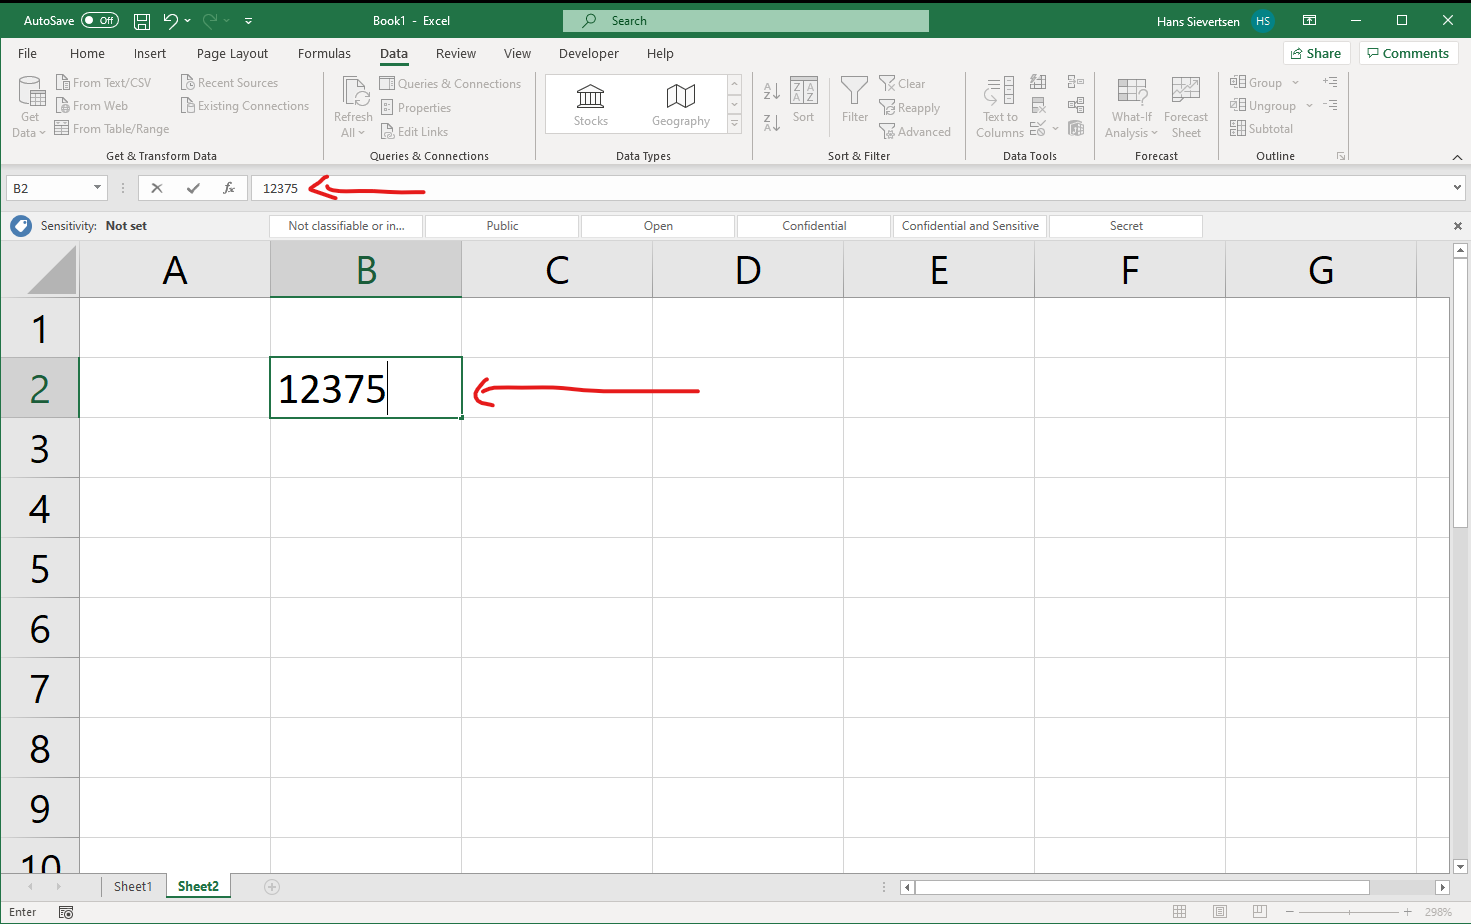 AutoSave Off Book1 - Excel Search Hans Sievertsen HS
File Home Insert Page Layout Formulas Data Review View Developer Help Share Comments
Get Data
From Text/CSV
From Web
From Table/Range
Recent Sources
Existing Connections
Get & Transform Data
Refresh All
Queries & Connections
Properties
Edit Links
Queries & Connections
Stocks Geography
Data Types
A Z
Z A
Z A A Z
Sort
Filter
Clear
Reapply
Advanced
Sort & Filter
Text to
Columns
Data Tools
What-If
Analysis
Forecast
Sheet
Forecast
Group
Ungroup
Subtotal
Outline
B2 fx 12375
Sensitivity: Not set Not classifiable or in... Public Open Confidential Confidential and Sensitive Secret
A B C D E F G
1
2 12375
3
4
5
6
7
8
9
10
Sheet1 Sheet2
Enter 298%